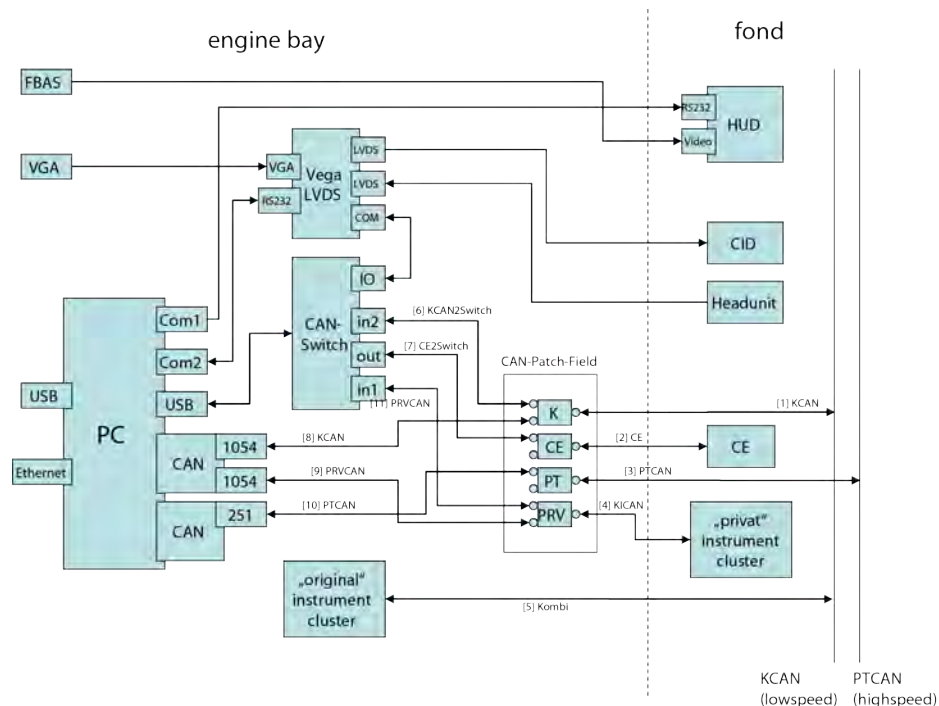 engine bay
fond
FBAS
RS232
HUD
Video
VGA
VGA
Vega
LVDS
LVDS
LVDS
RS232
COM
CID
Headunit
IO
CAN-
Switch
in2
out
in1
[6] KCAN2Switch
[7] CE2Switch
[11] PRVCAN
CAN-Patch-Field
Com1
Com2
USB
USB
PC
Ethernet
CAN
1054
1054
CAN
251
[8] KCAN
[9] PRVCAN
[10] PTCAN
K
CE
PT
PRV
[1] KCAN
[2] CE
CE
[3] PTCAN
[4] KICAN
„privat“
instrument
cluster
„original“
instrument
cluster
[5] Kombi
KCAN
(lowspeed)
PTCAN
(highspeed)